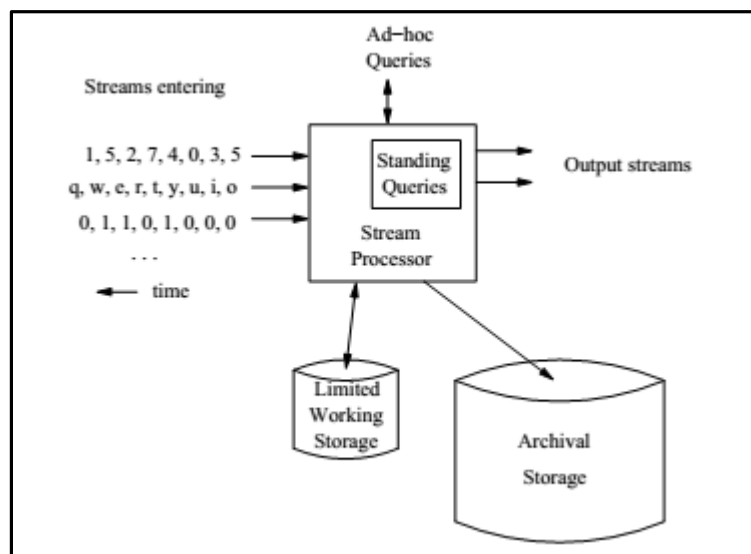 Ad-hoc
Queries
Streams entering
1, 5, 2, 7, 4, 0, 3, 5
q, w, e, r, t, y, u, i, o
0, 1, 1, 0, 1, 0, 0, 0
. . .
time
Standing
Queries
Stream
Processor
Output streams
Limited
Working
Storage
Archival
Storage